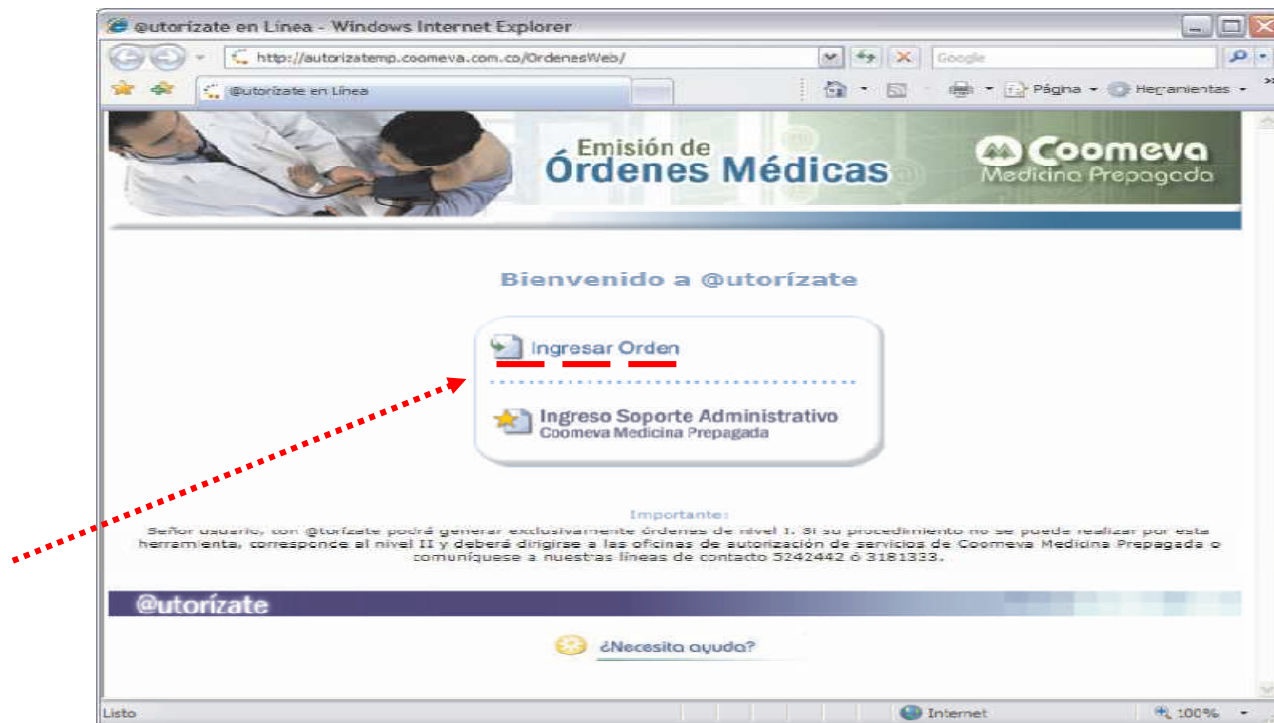 @utorízate en Línea - Windows Internet Explorer
http://autorizatemp.coomeva.com.co/OrdenesWeb/
Google
@utorízate en Línea
Página
Herramientas
Emisión de
Órdenes Médicas
Coomeva
Medicina Prepagada
Bienvenido a @utorízate
Ingresar Orden
Ingreso Soporte Administrativo
Coomeva Medicina Prepagada
Importante:
Señor usuario, con @torízate podrá generar exclusivamente órdenes de nivel I. Si su procedimiento no se puede realizar por esta
herramienta, corresponde al nivel II y deberá dirigirse a las oficinas de autorización de servicios de Coomeva Medicina Prepagada o
comuníquese a nuestras líneas de contacto 5242442 ó 3181333.
@utorízate
¿Necesita ayuda?
Listo
Internet
100%